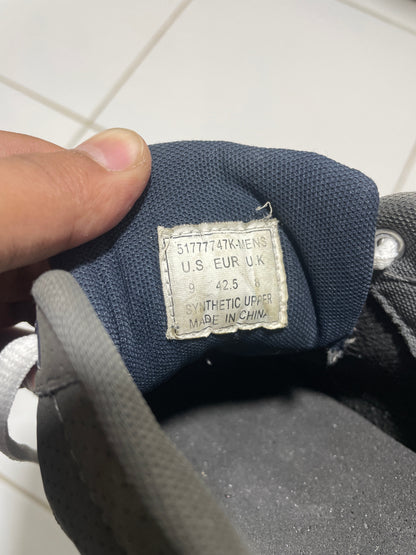 51777747K-MENS
U.S EUR U.K
9 42.5 8
SYNTHETIC UPPER
MADE IN CHINA